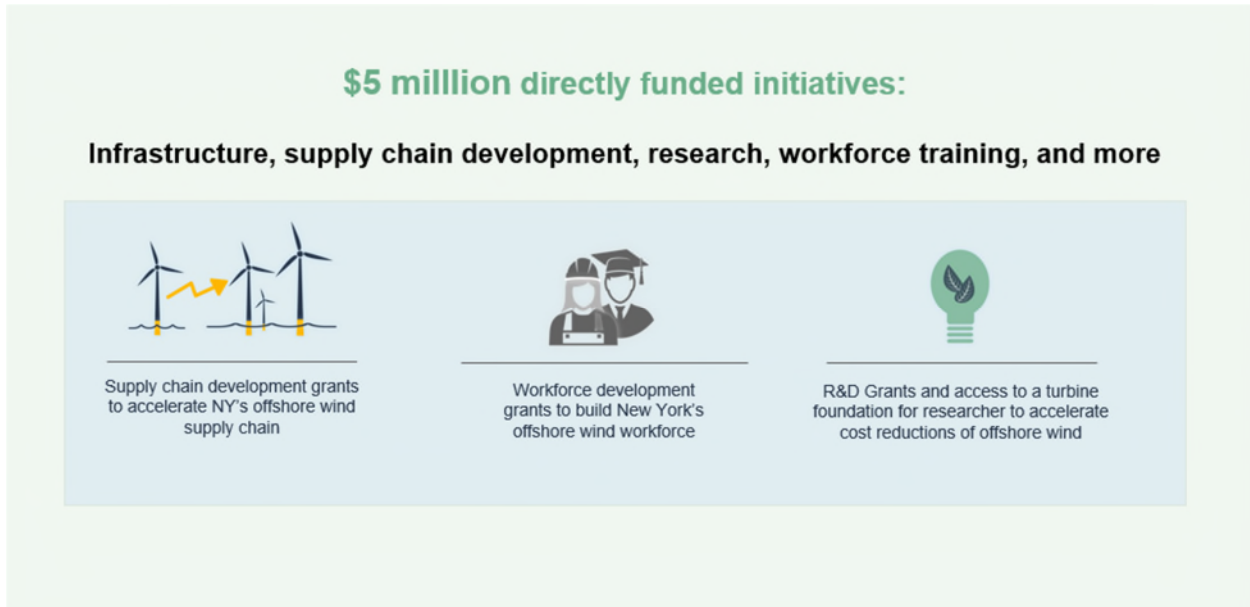 $5 milllion directly funded initiatives:
Infrastructure, supply chain development, research, workforce training, and more
Supply chain development grants
to accelerate NY's offshore wind
supply chain
Workforce development
grants to build New York's
offshore wind workforce
R&D Grants and access to a turbine
foundation for researcher to accelerate
cost reductions of offshore wind